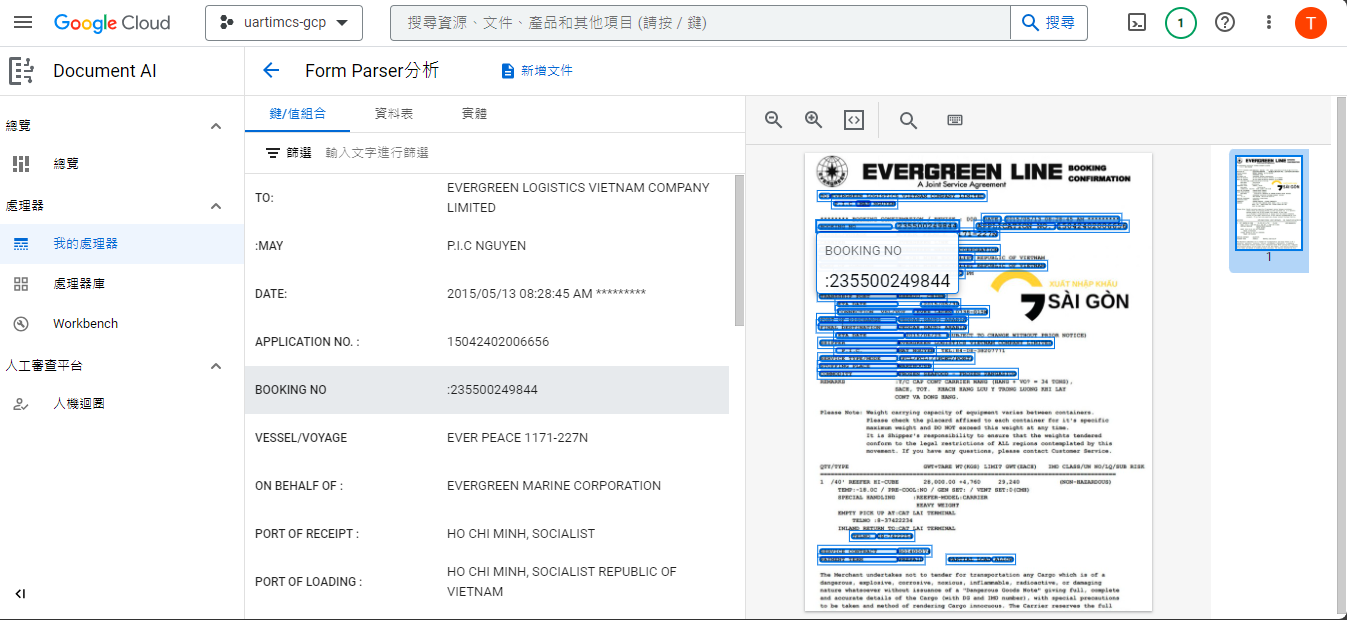 Google Cloud
uartimcs-gcp
搜尋資源、文件、產品和其他項目 (請按 / 鍵)
搜尋
1
T
Document AI
Form Parser分析
新增文件
總覽
總覽
處理器
我的處理器
處理器庫
Workbench
人工審查平台
人機迴圈
鍵/值組合
資料表
實體
篩選
輸入文字進行篩選
TO:
EVERGREEN LOGISTICS VIETNAM COMPANY
LIMITED
:MAY
P.I.C NGUYEN
DATE:
2015/05/13 08:28:45 AM *********
APPLICATION NO. :
15042402006656
BOOKING NO
:235500249844
VESSEL/VOYAGE
EVER PEACE 1171-227N
ON BEHALF OF :
EVERGREEN MARINE CORPORATION
PORT OF RECEIPT :
HO CHI MINH, SOCIALIST
PORT OF LOADING :
HO CHI MINH, SOCIALIST REPUBLIC OF
VIETNAM
EVERGREEN LINE
BOOKING
CONFIRMATION
A Joint Service Agreement
BOOKING NO
:235500249844
XUẤT NHẬP KHẨU
SÀI GÒN
REMARKS :Y/C CAP CONT CARRIER HANG (HANG + VO? = 34 TONS),
SACH, TOT. KHACH HANG LUU Y TRONG LUONG KHI LAY
CONT VA DONG HANG.
Please Note: Weight carrying capacity of equipment varies between containers.
Please check the placard affixed to each container for it's specific
maximum weight and DO NOT exceed this weight at any time.
It is Shipper's responsibility to ensure that the weights tendered
conform to the legal restrictions of ALL regions contemplated by this
movement. If you have any questions, please contact Customer Service.
QTY/TYPE GWT+TARE WT(KGS) LIMIT GWT(EACH) IMO CLASS/UN NO/LQ/SUB RISK
1 /40' REEFER HI-CUBE 28,000.00 +4,760 29,240 (NON-HAZARDOUS)
TEMP:-18.0C / PRE-COOL:NO / GEN SET: / VENT SET:0(CMH)
SPECIAL HANDLING :REEFER-MODEL:CARRIER
HEAVY WEIGHT
EMPTY PICK UP AT:CAT LAI TERMINAL
TELNO :8-37422234
INLAND RETURN TO:CAT LAI TERMINAL
The Merchant undertakes not to tender for transportation any Cargo which is of a
dangerous, explosive, corrosive, noxious, inflammable, radioactive, or damaging
nature whatsoever without issuance of a "Dangerous Goods Note" giving full, complete
and accurate details of the Cargo (with DG and IMO number), with special precautions
to be taken and method of rendering Cargo innocuous. The Carrier reserves the full
1